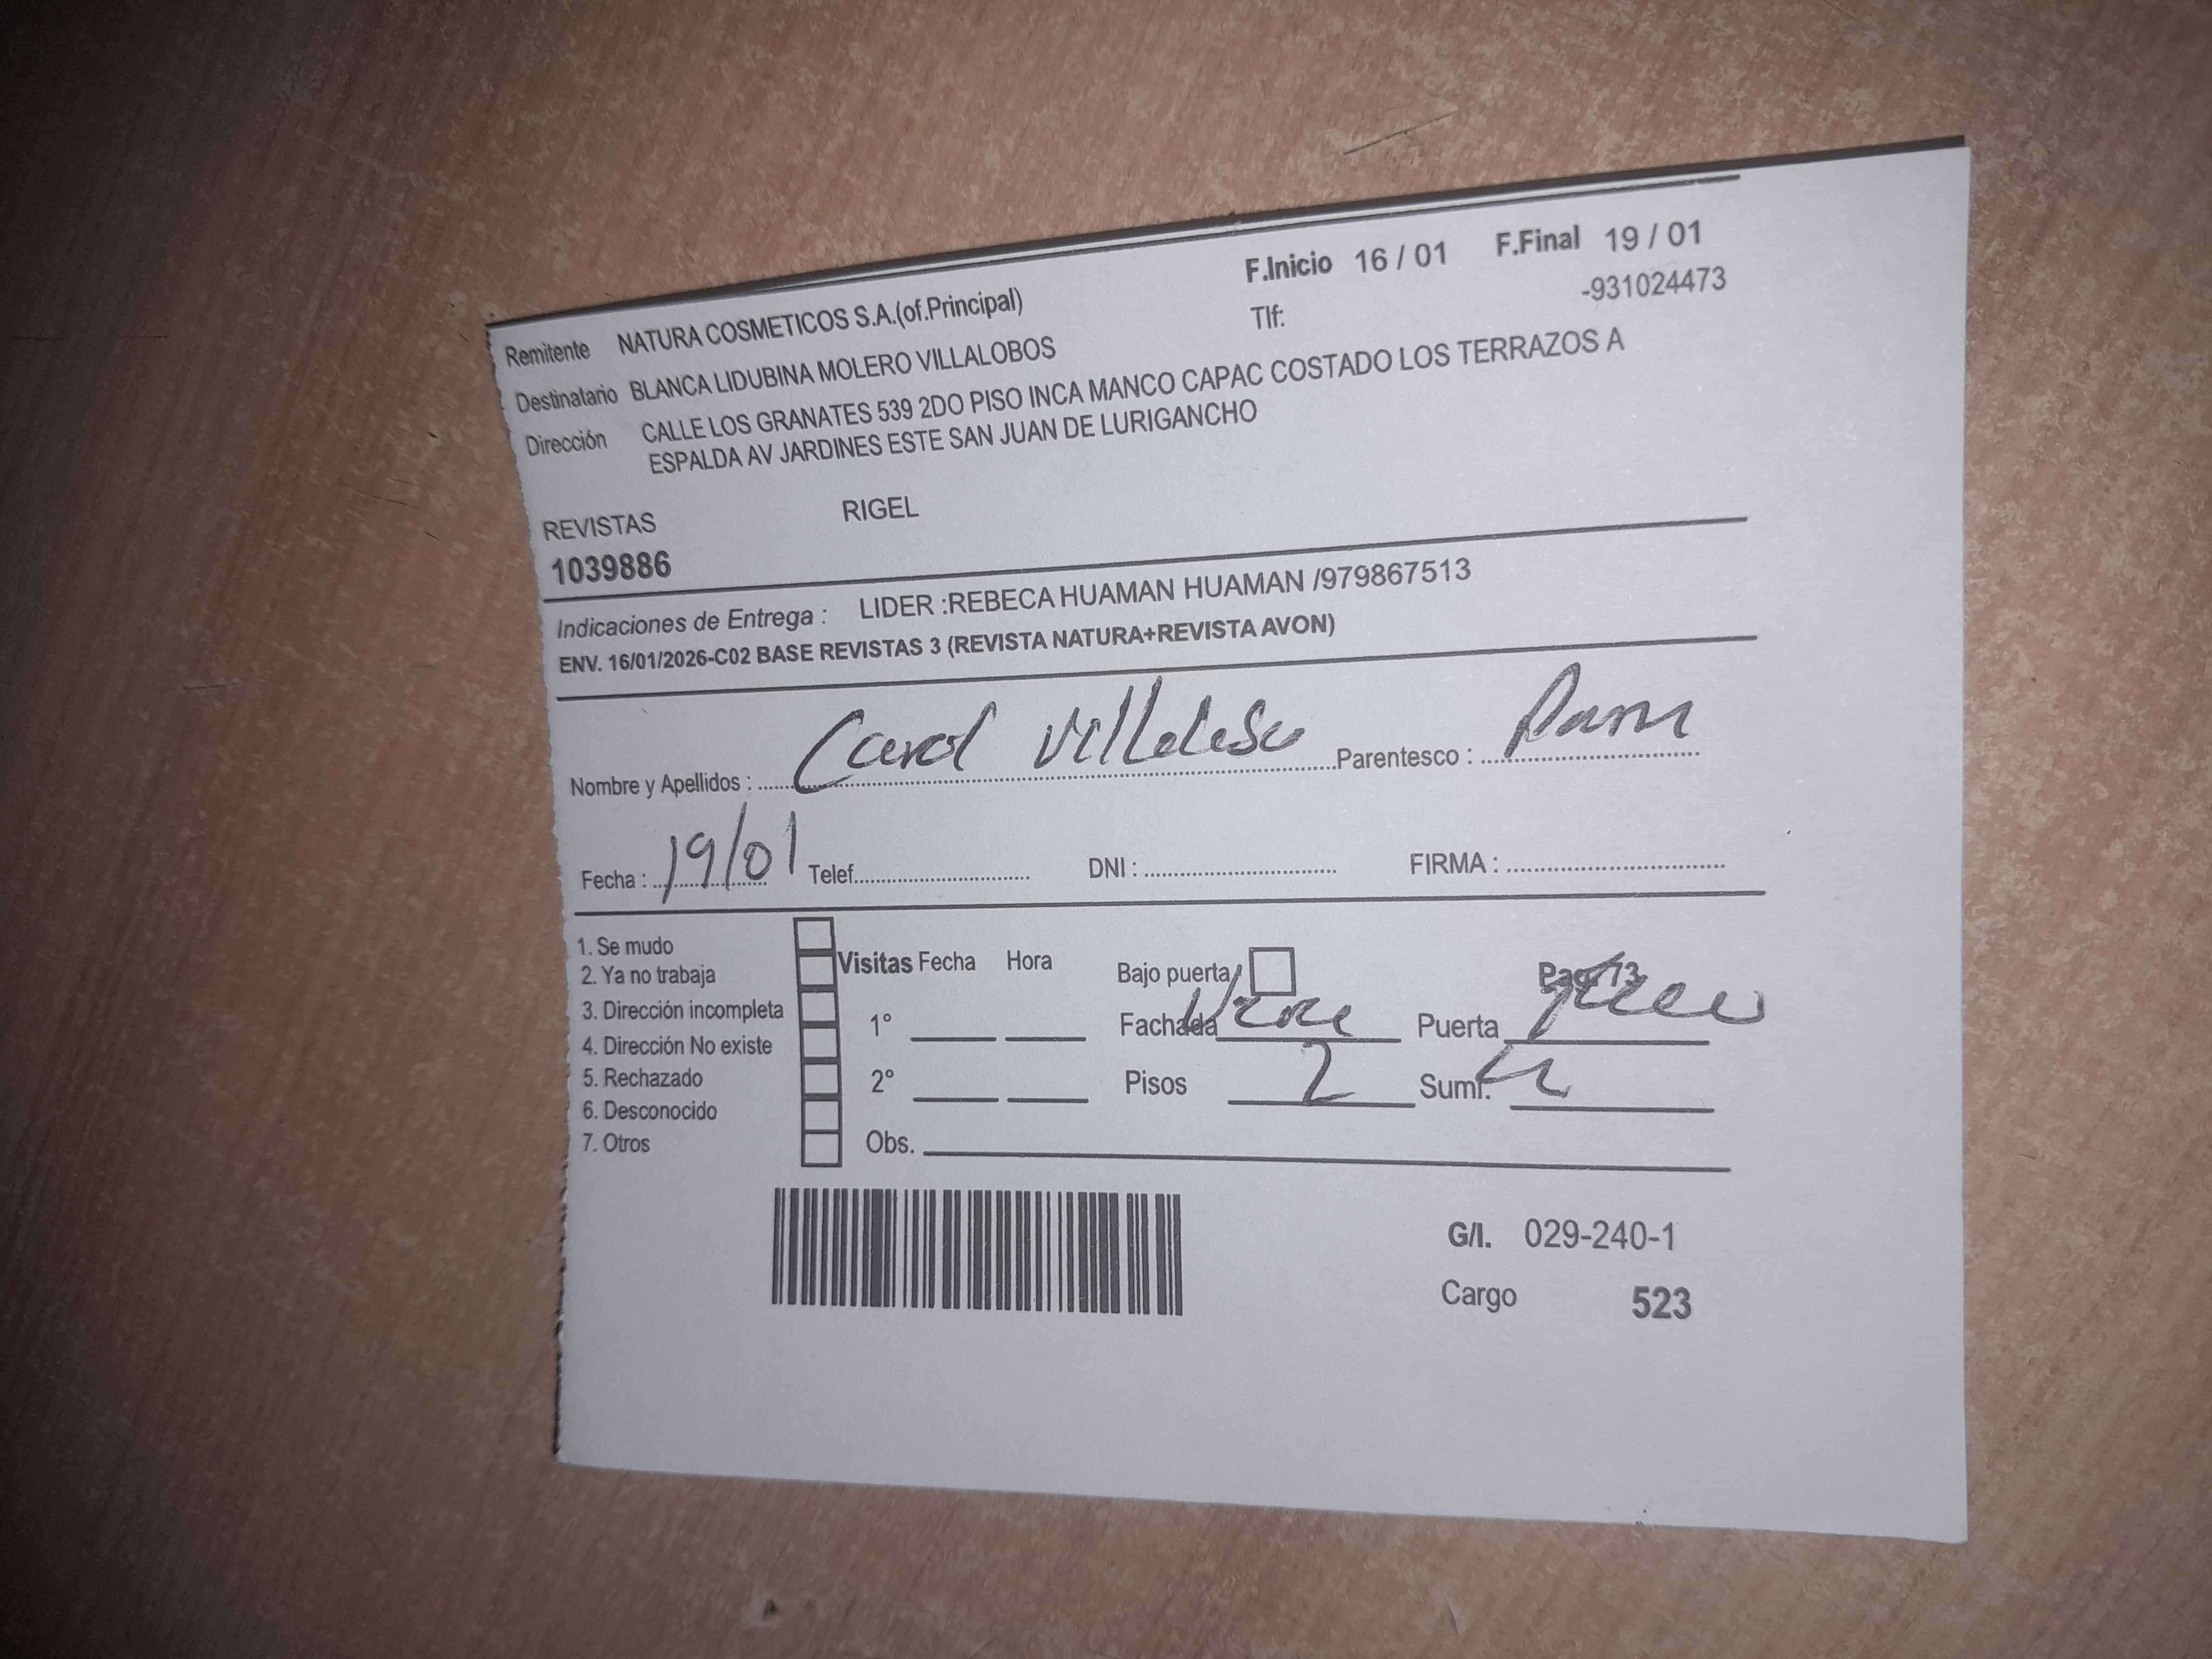 F.Inicio 16 / 01 F.Final 19 / 01
Remitente NATURA COSMETICOS S.A.(of.Principal) Tlf: -931024473
Destinatario BLANCA LIDUBINA MOLERO VILLALOBOS
Dirección CALLE LOS GRANATES 539 2DO PISO INCA MANCO CAPAC COSTADO LOS TERRAZOS A
ESPALDA AV JARDINES ESTE SAN JUAN DE LURIGANCHO
REVISTAS RIGEL
1039886
Indicaciones de Entrega : LIDER :REBECA HUAMAN HUAMAN /979867513
ENV. 16/01/2026-C02 BASE REVISTAS 3 (REVISTA NATURA+REVISTA AVON)
Nombre y Apellidos : Carol Parentesco :
Fecha : 19/01 Telef. DNI : FIRMA :
1. Se mudo
2. Ya no trabaja Visitas Fecha Hora Bajo puerta Pag. 73
3. Dirección incompleta 1° Fachada Puerta
4. Dirección No existe
5. Rechazado 2° Pisos 2 Sumi.
6. Desconocido
7. Otros Obs.
G/I. 029-240-1
Cargo 523